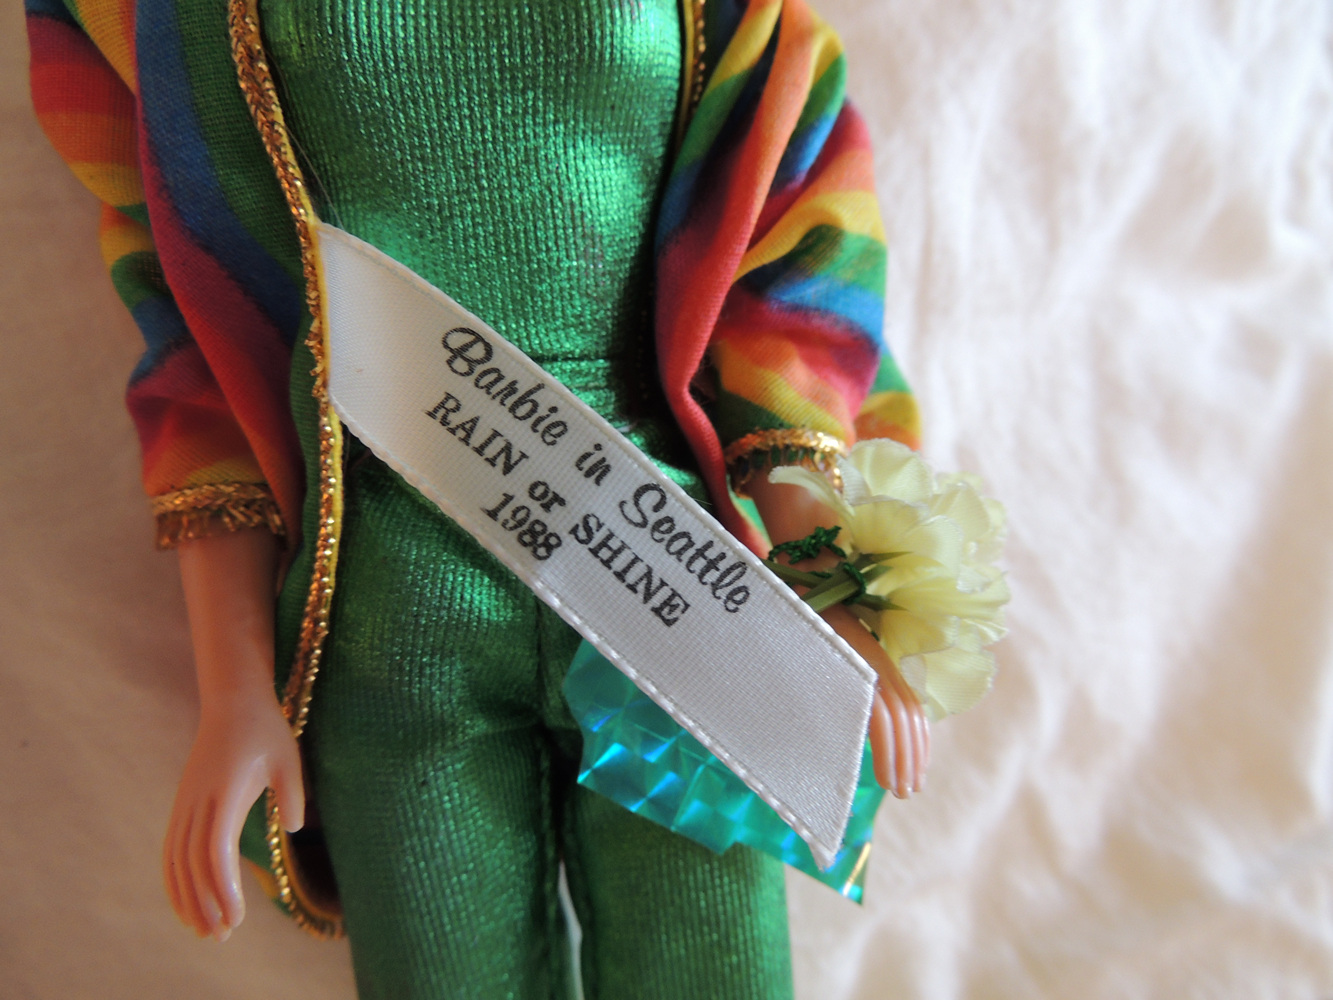 Barbie in Seattle
RAIN or SHINE
1988